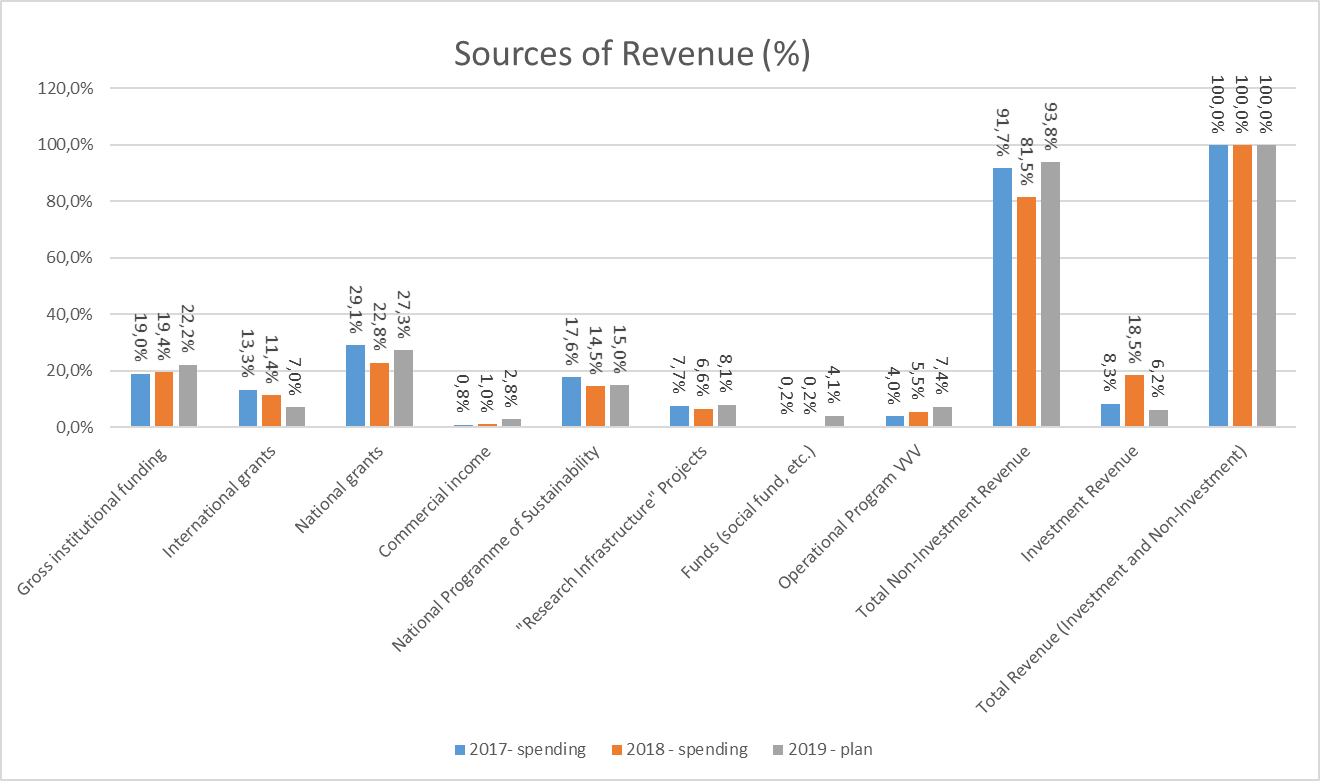 Sources of Revenue (%)
120,0%
100,0%
80,0%
60,0%
40,0%
20,0%
0,0%
19,0%
19,4%
22,2%
13,3%
11,4%
7,0%
29,1%
22,8%
27,3%
0,8%
1,0%
2,8%
17,6%
14,5%
15,0%
7,7%
6,6%
8,1%
0,2%
0,2%
4,1%
4,0%
5,5%
7,4%
91,7%
81,5%
93,8%
8,3%
18,5%
6,2%
100,0%
100,0%
100,0%
Gross institutional funding
International grants
National grants
Commercial income
National Programme of Sustainability
"Research Infrastructure" Projects
Funds (social fund, etc.)
Operational Program VVV
Total Non-Investment Revenue
Investment Revenue
Total Revenue (Investment and Non-Investment)
2017- spending
2018 - spending
2019 - plan